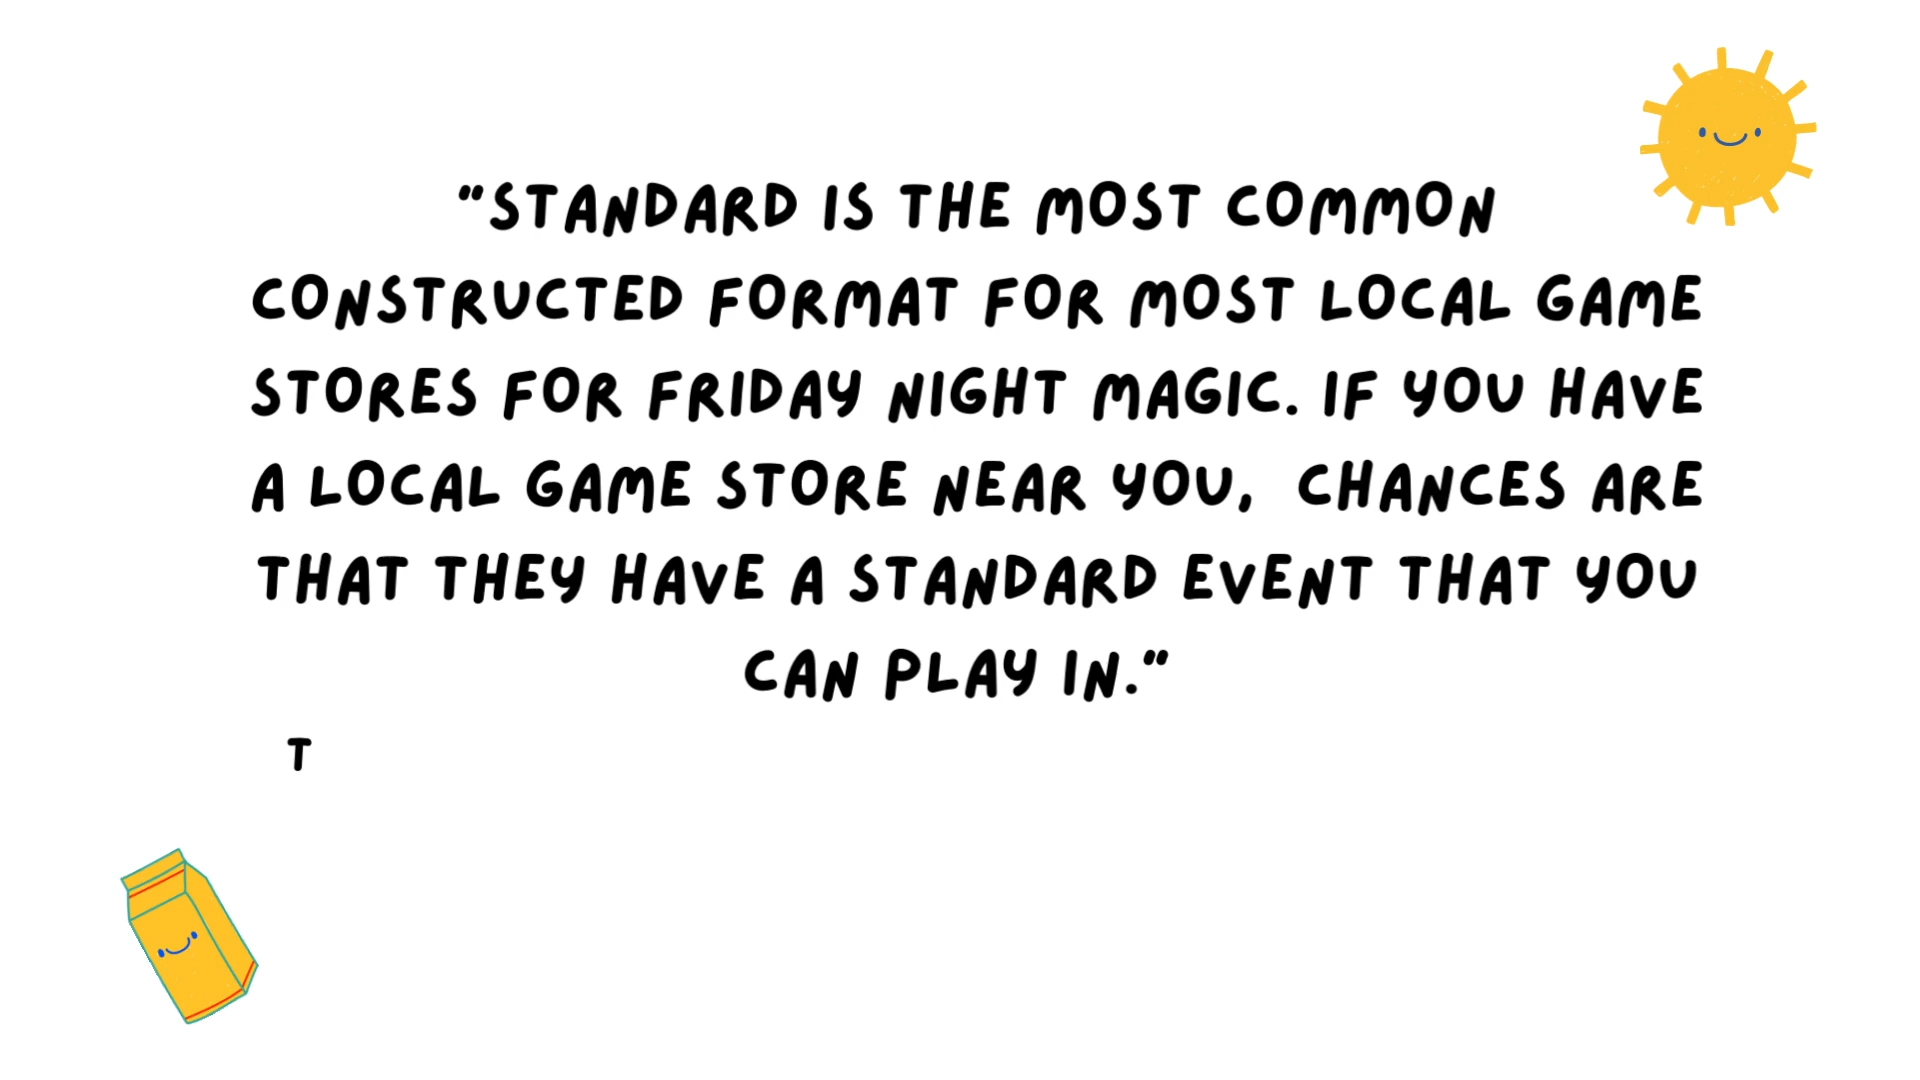 "STANDARD IS THE MOST COMMON
CONSTRUCTED FORMAT FOR MOST LOCAL GAME
STORES FOR FRIDAY NIGHT MAGIC. IF YOU HAVE
A LOCAL GAME STORE NEAR YOU,  CHANCES ARE
THAT THEY HAVE A STANDARD EVENT THAT YOU
CAN PLAY IN."
T